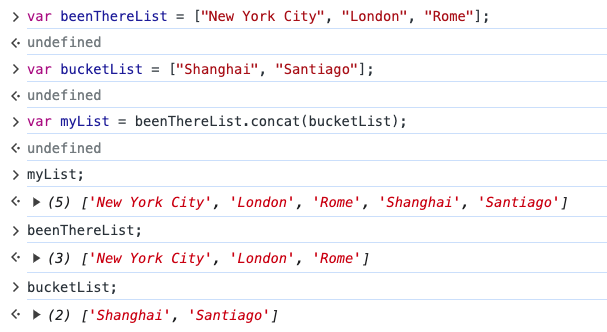 > var beenThereList = ["New York City", "London", "Rome"];
<· undefined
> var bucketList = ["Shanghai", "Santiago"];
<· undefined
> var myList = beenThereList.concat(bucketList);
<· undefined
> myList;
<· ▶ (5) ['New York City', 'London', 'Rome', 'Shanghai', 'Santiago']
> beenThereList;
<· ▶ (3) ['New York City', 'London', 'Rome']
> bucketList;
<· ▶ (2) ['Shanghai', 'Santiago']